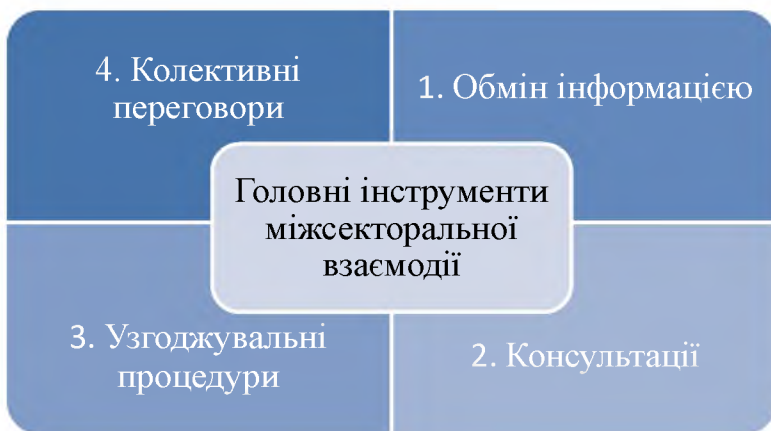 4. Колективні
переговори
1. Обмін інформацією
Головні інструменти
міжсекторальної
взаємодії
3. Узгоджувальні
процедури
2. Консультації